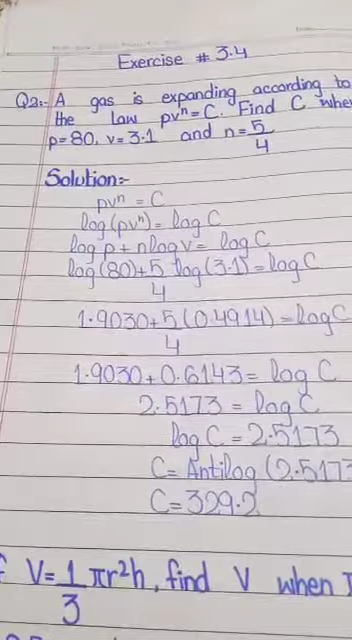 Exercise # 3.4
Q2:- A gas is expanding according to
the law pvⁿ = C. Find C when
p=80, v=3.1 and n=5/4
Solution:-
pvⁿ = C
log(pvⁿ) = log C
log p + n log v = log C
log(80)+5/4 log(3.1) = log C
1.9030+5/4(0.4914) = log C
1.9030+0.6143 = log C
2.5173 = log C
log C = 2.5173
C = Antilog (2.5173
C = 329.2
V=1/3 πr²h, find V when